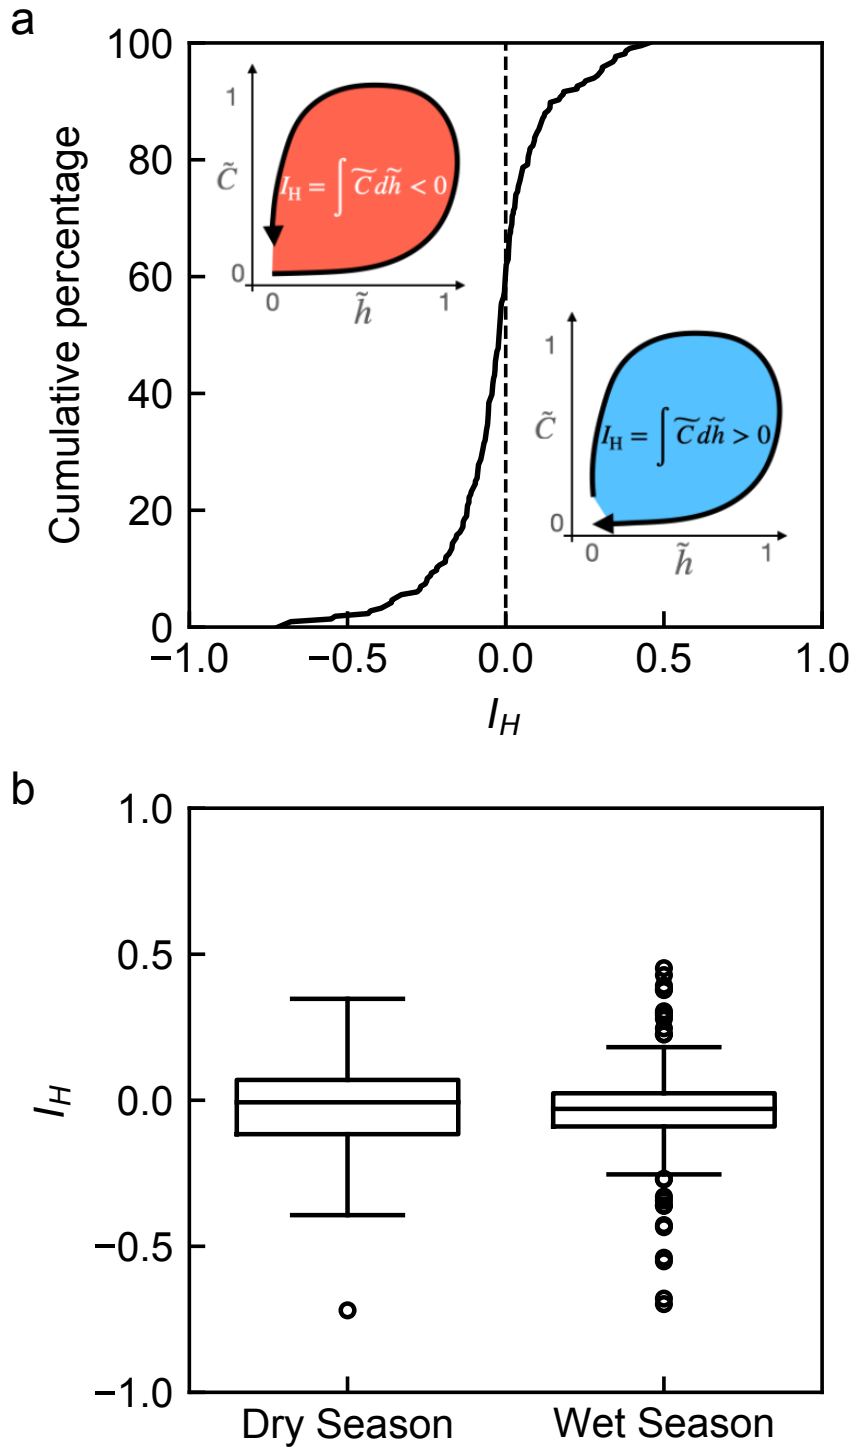 a
100
80
60
40
20
0
Cumulative percentage
1
C̃
0
0
h̃
1
I_H = ∫ C̃ dh̃ < 0
1
C̃
0
0
h̃
1
I_H = ∫ C̃ dh̃ > 0
−1.0 −0.5 0.0 0.5 1.0
I_H
b
1.0
0.5
0.0
−0.5
−1.0
I_H
Dry Season Wet Season